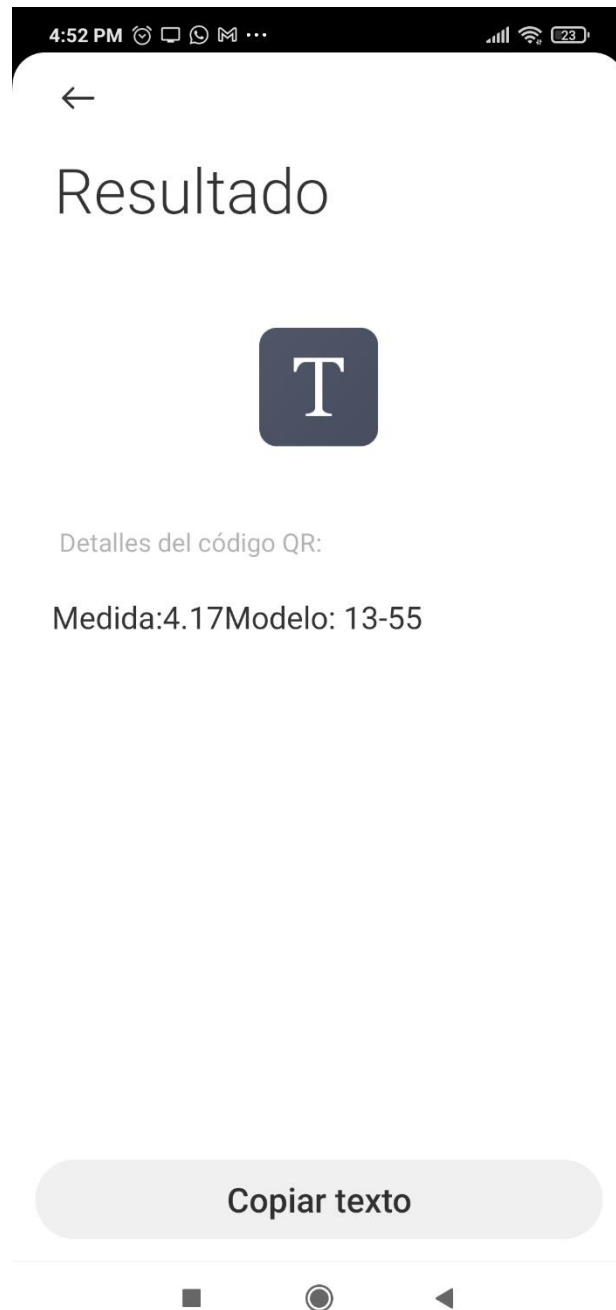 4:52 PM ... 23
Resultado
T
Detalles del código QR:
Medida:4.17Modelo: 13-55
Copiar texto